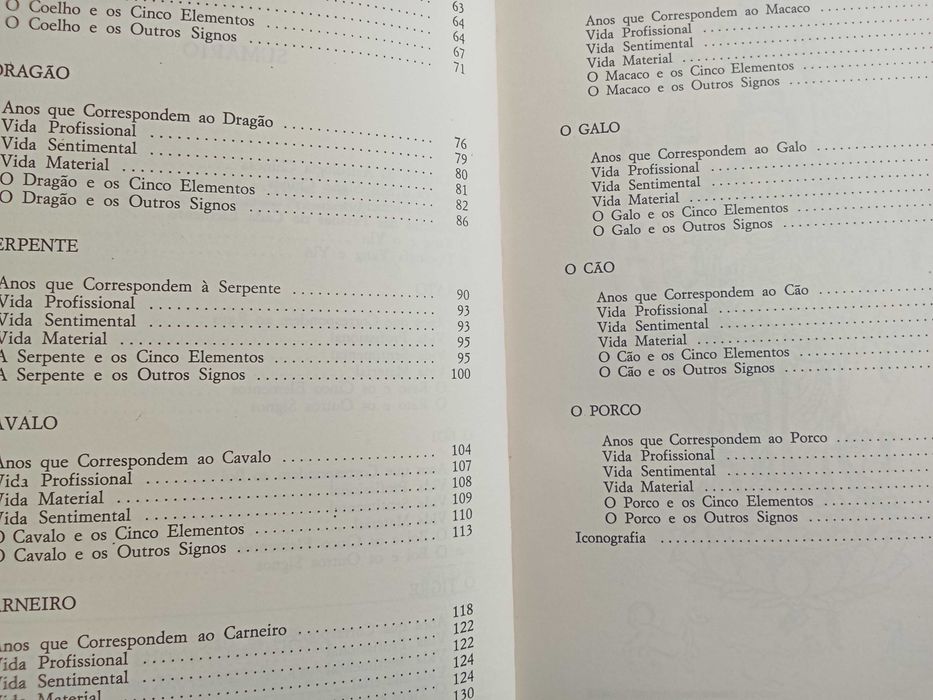 63
64
64
O Coelho e os Cinco Elementos ........ 67
O Coelho e os Outros Signos ........ 71
DRAGÃO
Anos que Correspondem ao Dragão ........ 76
Vida Profissional ........ 79
Vida Sentimental ........ 80
Vida Material ........ 81
O Dragão e os Cinco Elementos ........ 82
O Dragão e os Outros Signos ........ 86
ERPENTE
Anos que Correspondem à Serpente ........ 90
Vida Profissional ........ 93
Vida Sentimental ........ 93
Vida Material ........ 95
A Serpente e os Cinco Elementos ........ 95
A Serpente e os Outros Signos ........ 100
AVALO
Anos que Correspondem ao Cavalo ........ 104
Vida Profissional ........ 107
Vida Material ........ 108
Vida Sentimental ........ 109
O Cavalo e os Cinco Elementos ........ 110
O Cavalo e os Outros Signos ........ 113
ARNEIRO
Anos que Correspondem ao Carneiro ........ 118
Vida Profissional ........ 122
Vida Sentimental ........ 122
Vida Material ........ 124
124
130
Anos que Correspondem ao Macaco ........
Vida Profissional ........
Vida Sentimental ........
Vida Material ........
O Macaco e os Cinco Elementos ........
O Macaco e os Outros Signos ........
O GALO
Anos que Correspondem ao Galo ........
Vida Profissional ........
Vida Sentimental ........
Vida Material ........
O Galo e os Cinco Elementos ........
O Galo e os Outros Signos ........
O CÃO
Anos que Correspondem ao Cão ........
Vida Profissional ........
Vida Sentimental ........
Vida Material ........
O Cão e os Cinco Elementos ........
O Cão e os Outros Signos ........
O PORCO
Anos que Correspondem ao Porco ........
Vida Profissional ........
Vida Sentimental ........
Vida Material ........
O Porco e os Cinco Elementos ........
O Porco e os Outros Signos ........
Iconografia ........